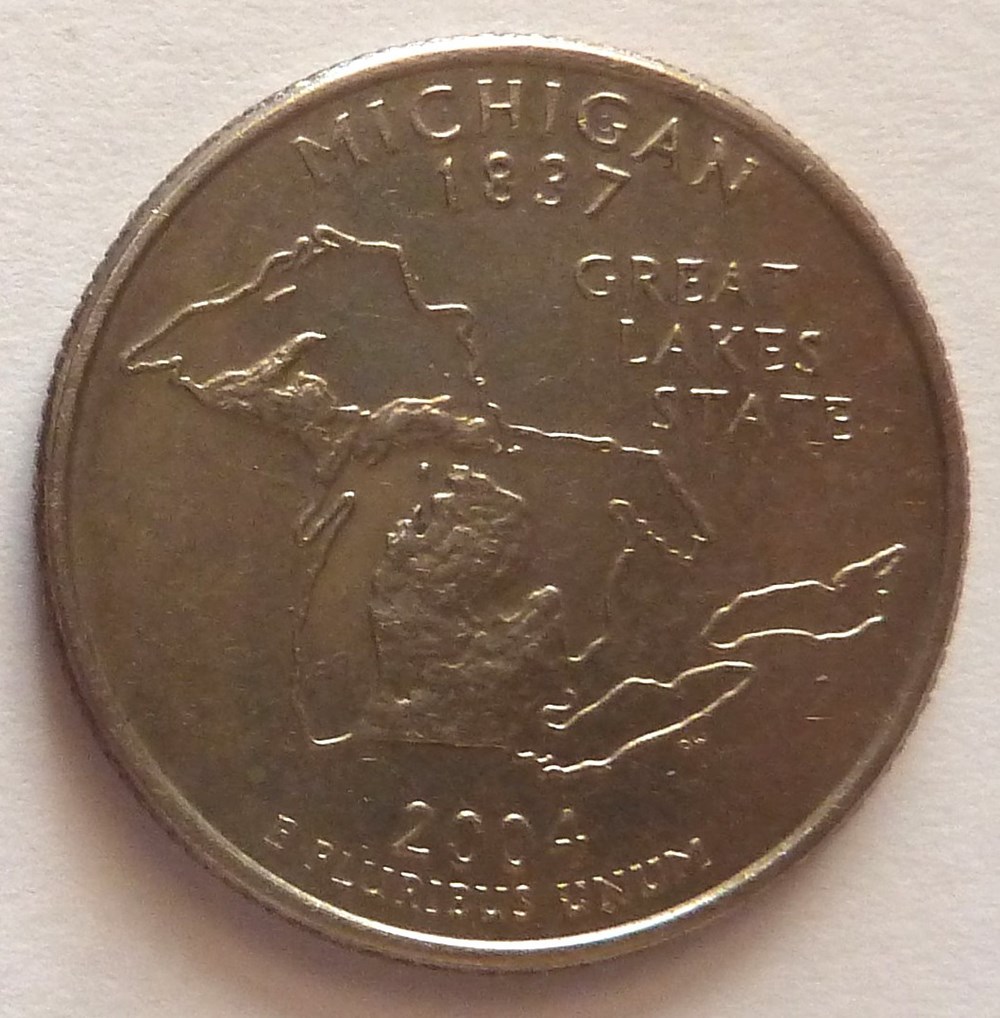 MICHIGAN
1837
GREAT
LAKES
STATE
2004
E PLURIBUS UNUM